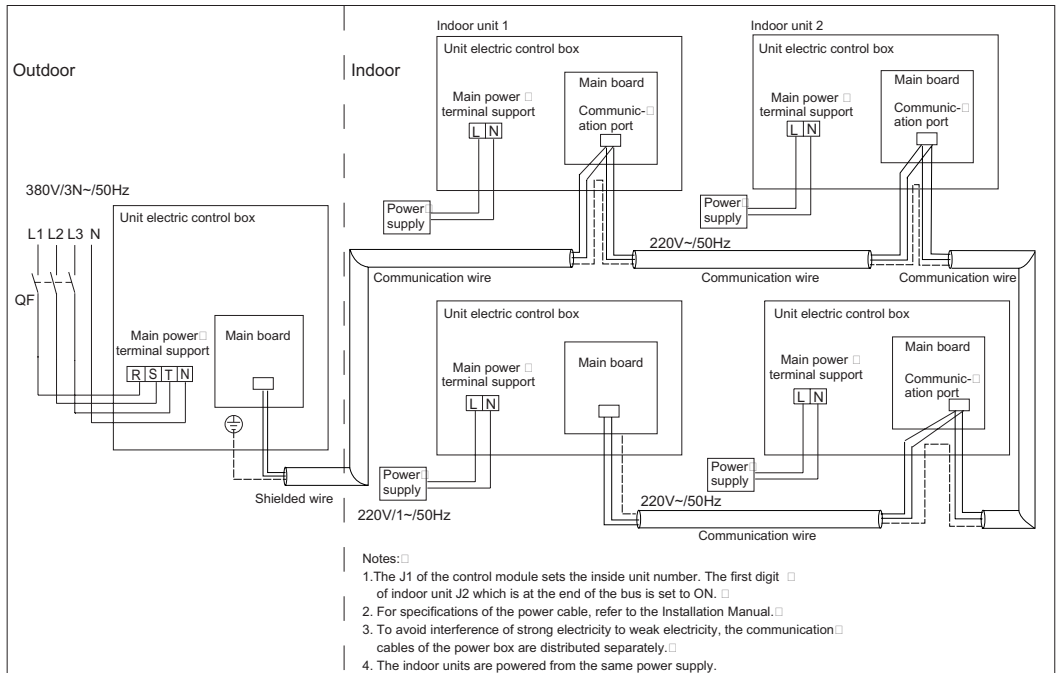 Indoor unit 1
Indoor unit 2
Unit electric control box
Unit electric control box
Outdoor
Indoor
Main board
Main board
Main power
terminal support
Main power
terminal support
Communic-
ation port
Communic-
ation port
L N
L N
380V/3N~/50Hz
Power
supply
Power
supply
Unit electric control box
L1 L2 L3 N
220V~/50Hz
Communication wire
Communication wire
Communication wire
QF
Unit electric control box
Unit electric control box
Main power
terminal support
Main board
Main board
Main board
Main power
terminal support
Main power
terminal support
Communic-
ation port
R S T N
L N
L N
Power
supply
Power
supply
Shielded wire
220V/1~/50Hz
220V~/50Hz
Communication wire
Notes:
1.The J1 of the control module sets the inside unit number. The first digit
of indoor unit J2 which is at the end of the bus is set to ON.
2. For specifications of the power cable, refer to the Installation Manual.
3. To avoid interference of strong electricity to weak electricity, the communication
cables of the power box are distributed separately.
4. The indoor units are powered from the same power supply.